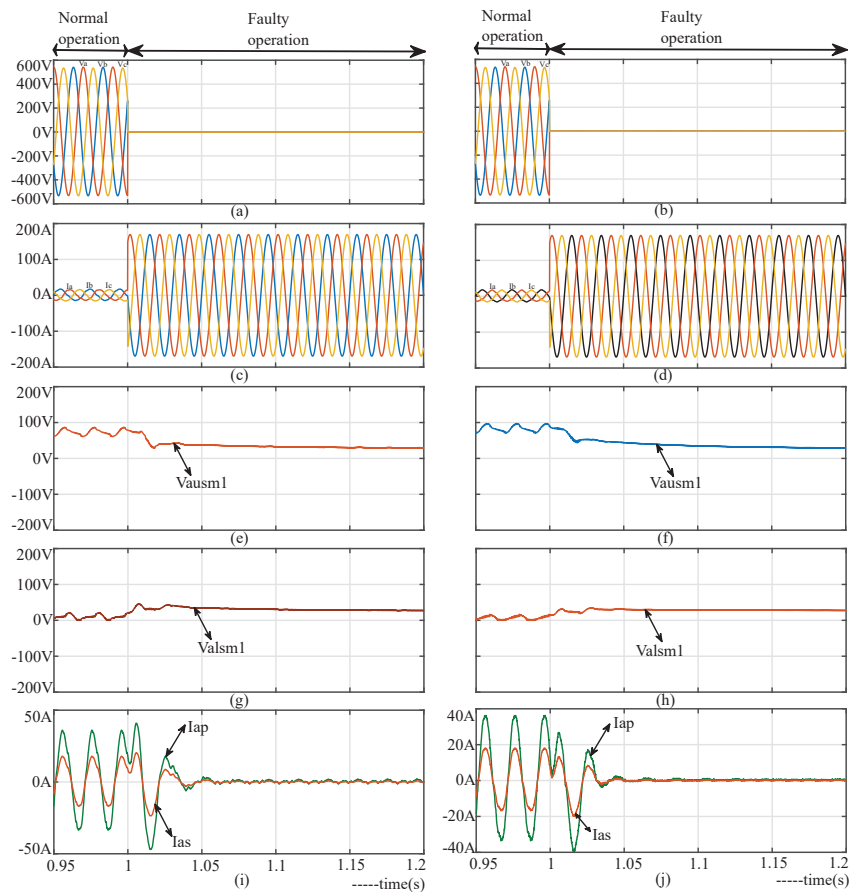 Normal
operation
Faulty
operation
Normal
operation
Faulty
operation
600V
400V
200V
0V
-200V
-400V
-600V
Va
Vb
Vc
(a)
Va
Vb
Vc
(b)
200A
100A
0A
-100A
-200A
Ia
Ib
Ic
(c)
Ia
Ib
Ic
(d)
200V
100V
0V
-100V
-200V
Vausm1
(e)
Vausm1
(f)
200V
100V
0V
-100V
-200V
Valsm1
(g)
Valsm1
(h)
50A
0A
-50A
Iap
Ias
0.95
1
1.05
1.1
1.15
1.2
(i)
-----time(s)
40A
20A
0A
-20A
-40A
Iap
Ias
0.95
1
1.05
1.1
1.15
1.2
(j)
-----time(s)